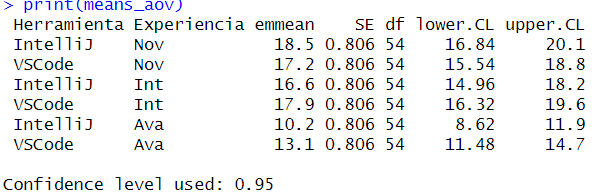 > print(means_aov)
Herramienta Experiencia emmean SE df lower.CL upper.CL
IntelliJ Nov 18.5 0.806 54 16.84 20.1
VSCode Nov 17.2 0.806 54 15.54 18.8
IntelliJ Int 16.6 0.806 54 14.96 18.2
VSCode Int 17.9 0.806 54 16.32 19.6
IntelliJ Ava 10.2 0.806 54 8.62 11.9
VSCode Ava 13.1 0.806 54 11.48 14.7
Confidence level used: 0.95